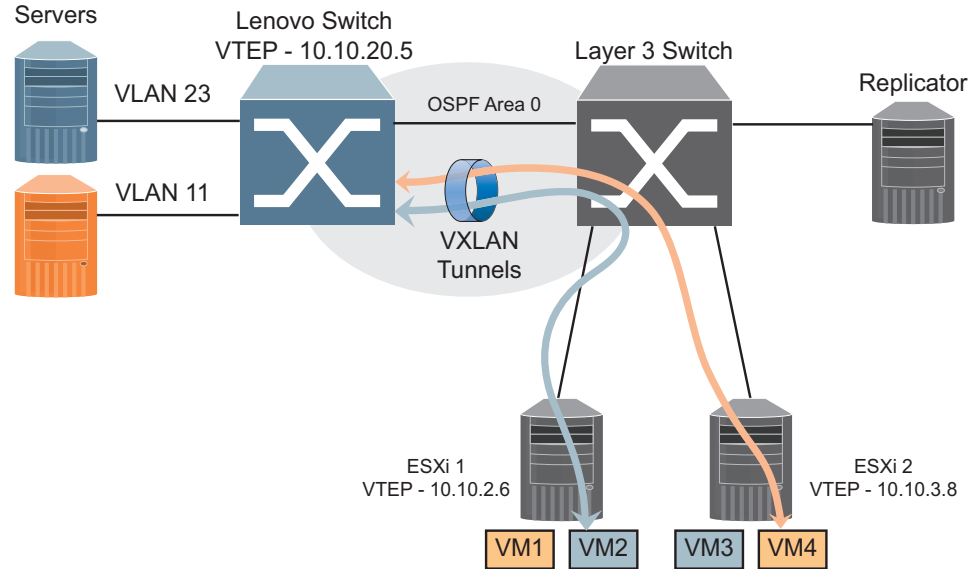 Servers
Lenovo Switch
VTEP - 10.10.20.5
Layer 3 Switch
Replicator
VLAN 23
OSPF Area 0
VLAN 11
VXLAN
Tunnels
ESXi 1
VTEP - 10.10.2.6
ESXi 2
VTEP - 10.10.3.8
VM1
VM2
VM3
VM4